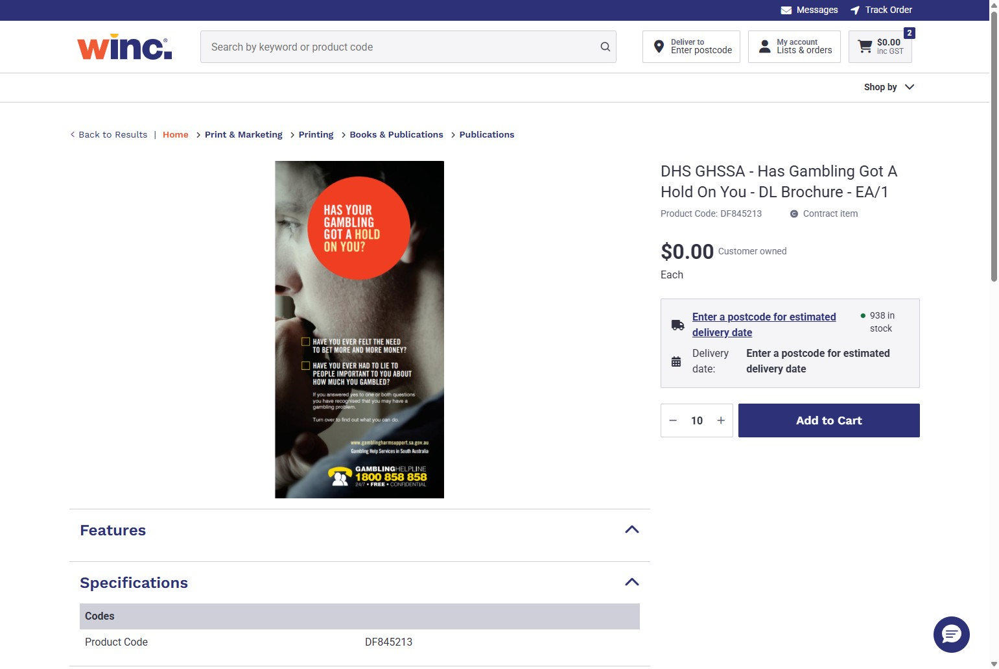 Messages
Track Order
winc.
Search by keyword or product code
Deliver to
Enter postcode
My account
Lists & orders
$0.00
inc GST
2
Shop by
Back to Results | Home > Print & Marketing > Printing > Books & Publications > Publications
HAS YOUR
GAMBLING
GOT A HOLD
ON YOU?
HAVE YOU EVER FELT THE NEED
TO BET MORE AND MORE MONEY?
HAVE YOU EVER HAD TO LIE TO
PEOPLE IMPORTANT TO YOU ABOUT
HOW MUCH YOU GAMBLED?
If you answered yes to one or both questions
you have recognised that you may have a
gambling problem.
Turn over to find out what you can do.
www.gamblingharmsupport.sa.gov.au
Gambling Help Services in South Australia
GAMBLINGHELPLINE
1800 858 858
24/7 • FREE • CONFIDENTIAL
DHS GHSSA - Has Gambling Got A
Hold On You - DL Brochure - EA/1
Product Code: DF845213
Contract item
$0.00 Customer owned
Each
Enter a postcode for estimated
delivery date
938 in
stock
Delivery
date:
Enter a postcode for estimated
delivery date
− 10 +
Add to Cart
Features
Specifications
Codes
Product Code DF845213